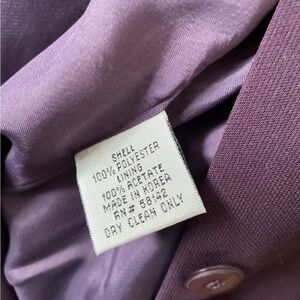 SHELL
100% POLYESTER
LINING
100% ACETATE
MADE IN KOREA
RN# 58142
DRY CLEAN ONLY